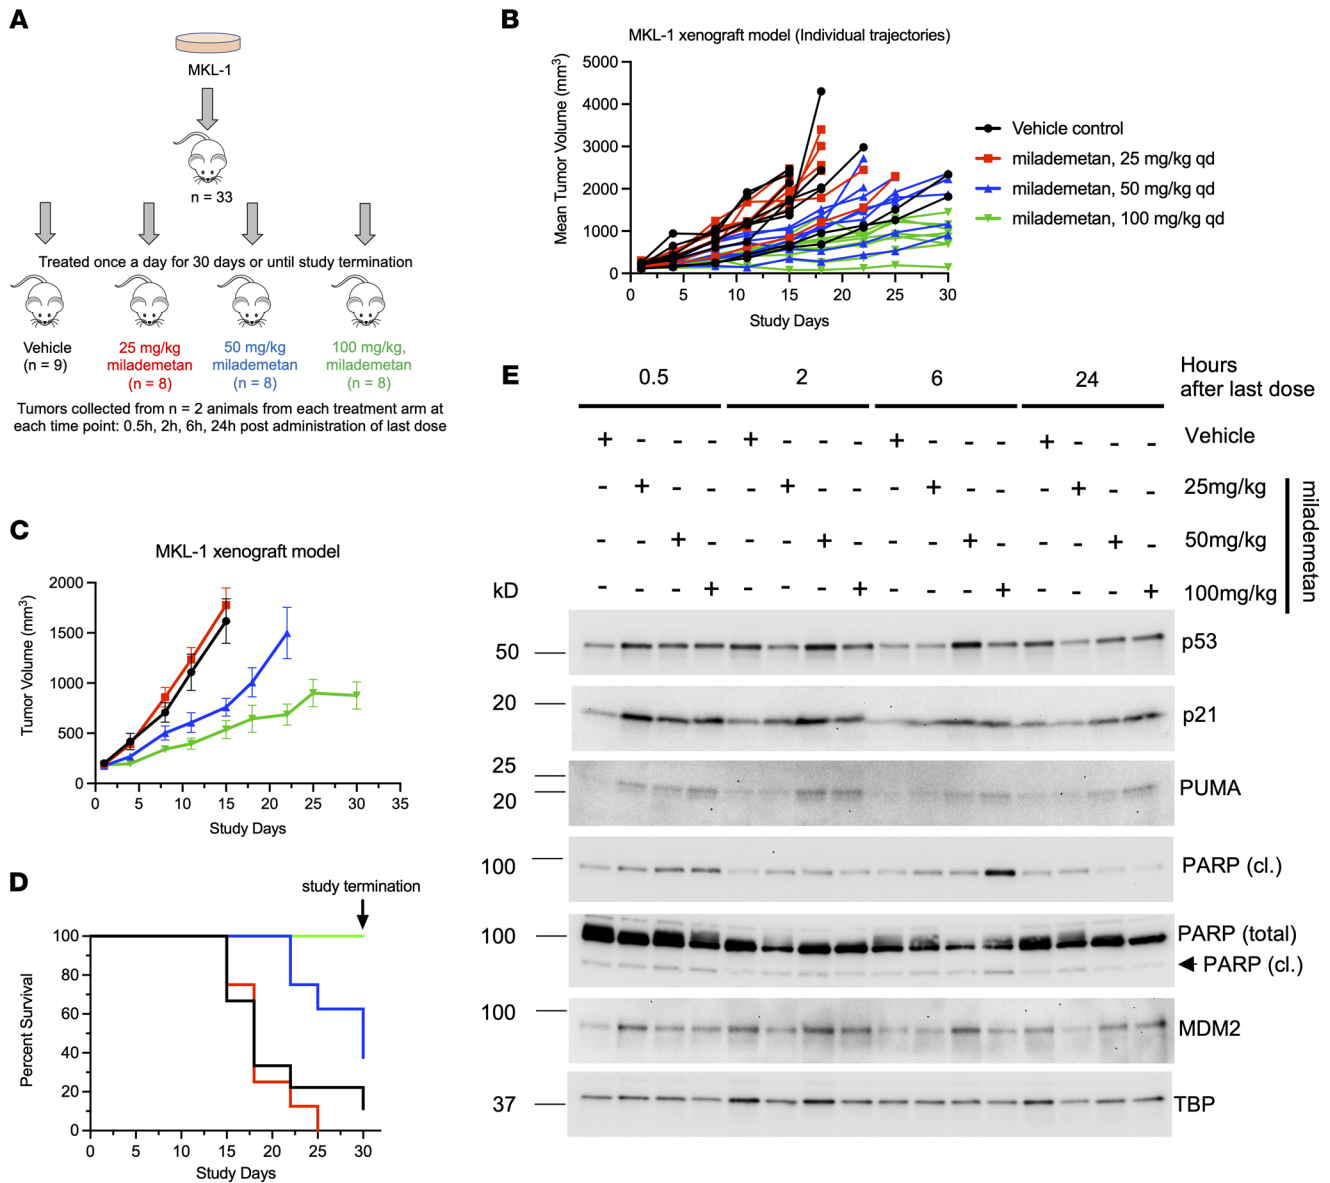 A
MKL-1
n = 33
Treated once a day for 30 days or until study termination
Vehicle
(n = 9)
25 mg/kg
milademetan
(n = 8)
50 mg/kg
milademetan
(n = 8)
100 mg/kg,
milademetan
(n = 8)
Tumors collected from n = 2 animals from each treatment arm at
each time point: 0.5h, 2h, 6h, 24h post administration of last dose
B
MKL-1 xenograft model (Individual trajectories)
Mean Tumor Volume (mm³)
5000
4000
3000
2000
1000
0
0 5 10 15 20 25 30
Study Days
Vehicle control
milademetan, 25 mg/kg qd
milademetan, 50 mg/kg qd
milademetan, 100 mg/kg qd
C
MKL-1 xenograft model
Tumor Volume (mm³)
2000
1500
1000
500
0
0 5 10 15 20 25 30 35
Study Days
D
study termination
Percent Survival
100
80
60
40
20
0
0 5 10 15 20 25 30
Study Days
E
0.5 2 6 24 Hours
after last dose
+ - - - + - - - + - - - + - - - Vehicle
- + - - - + - - - + - - - + - - 25mg/kg
- - + - - - + - - - + - - - + - 50mg/kg
- - - + - - - + - - - + - - - + 100mg/kg
milademetan
kD
50 p53
20 p21
25
20 PUMA
100 PARP (cl.)
100 PARP (total)
PARP (cl.)
100 MDM2
37 TBP